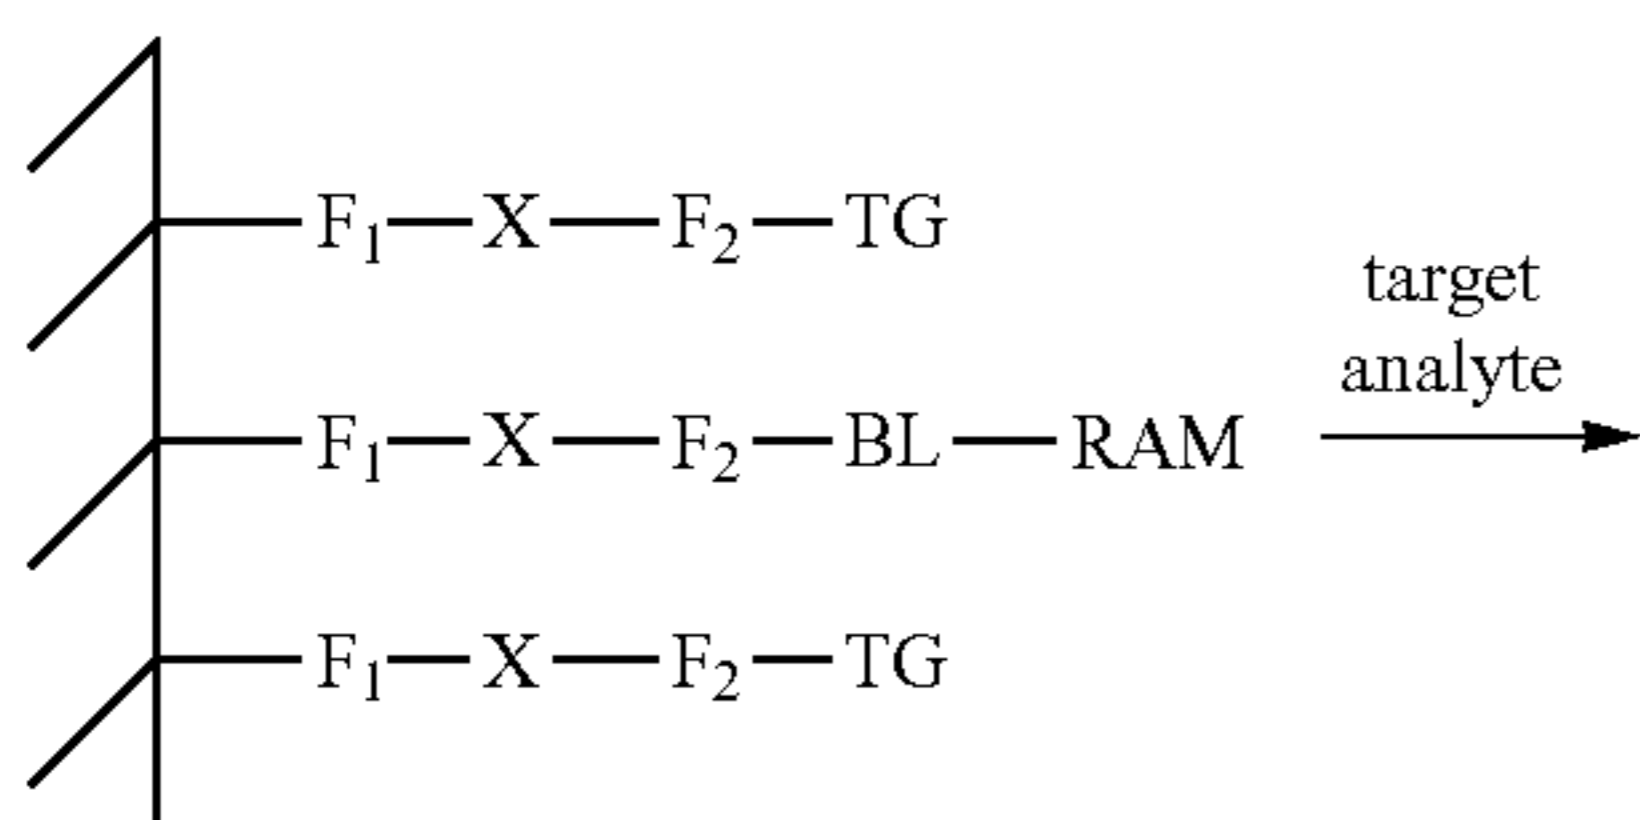 F₁—X—F₂—TG
target
analyte
F₁—X—F₂—BL—RAM
F₁—X—F₂—TG